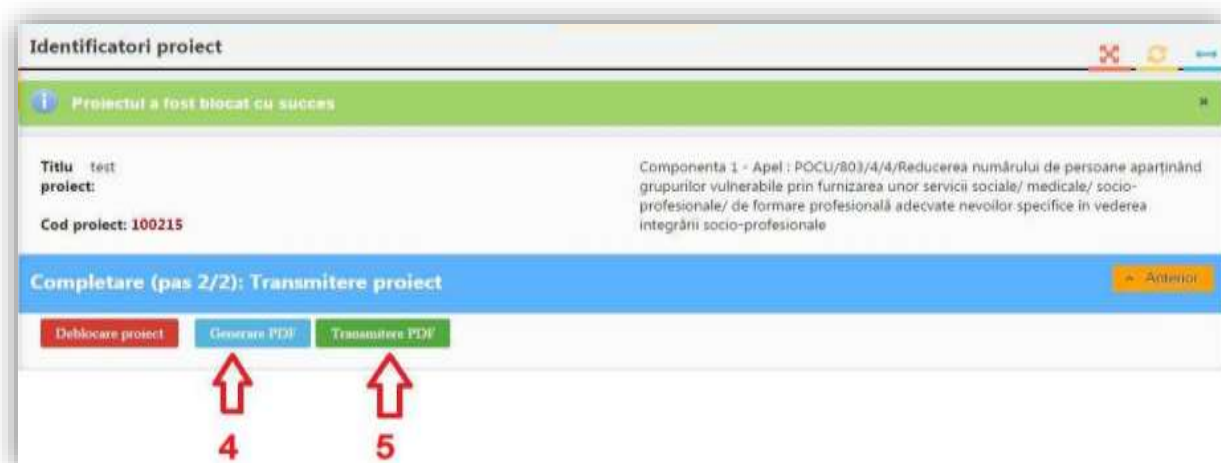 Identificatori proiect
Proiectul a fost blocat cu succes
Titlu test
proiect:
Cod proiect: 100215
Componenta 1 - Apel : POCU/803/4/4/Reducerea numărului de persoane aparținând
grupurilor vulnerabile prin furnizarea unor servicii sociale/ medicale/ socio-
profesionale/ de formare profesională adecvate nevoilor specifice in vederea
integrării socio-profesionale
Completare (pas 2/2): Transmitere proiect
Anterior
Deblocare proiect Generare PDF Transmitere PDF
4 5